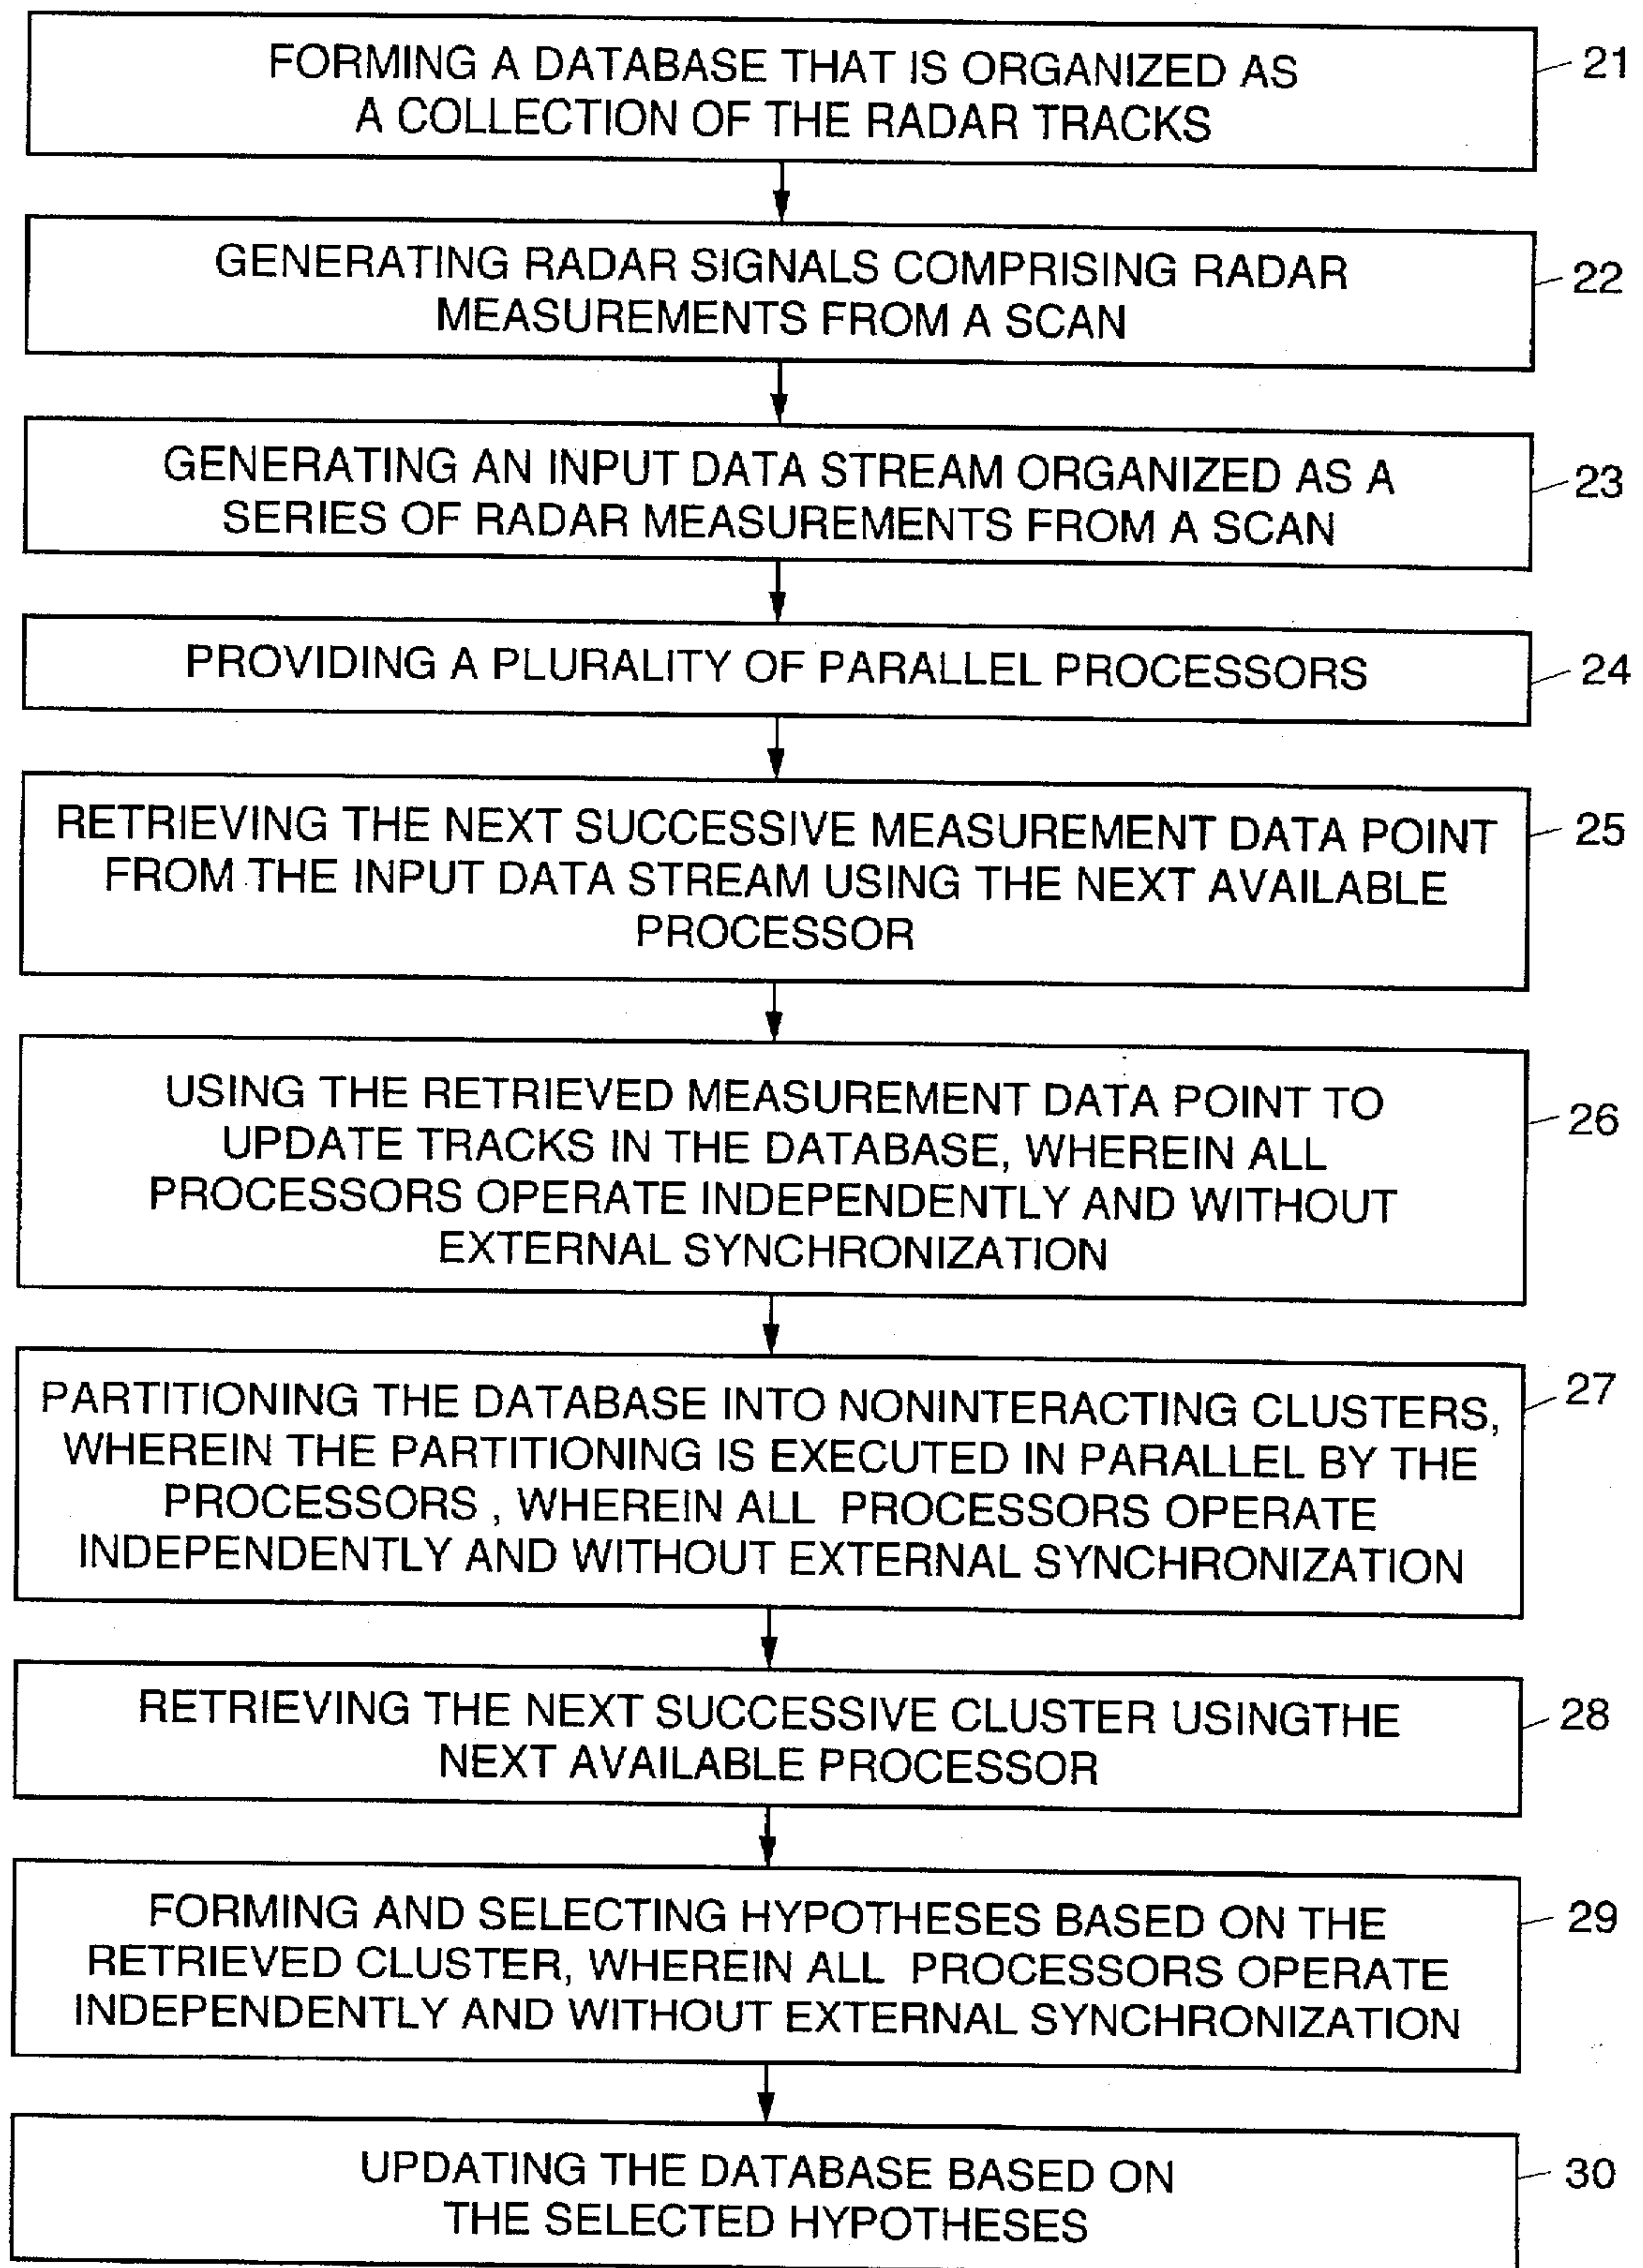 FORMING A DATABASE THAT IS ORGANIZED AS
A COLLECTION OF THE RADAR TRACKS
21
GENERATING RADAR SIGNALS COMPRISING RADAR
MEASUREMENTS FROM A SCAN
22
GENERATING AN INPUT DATA STREAM ORGANIZED AS A
SERIES OF RADAR MEASUREMENTS FROM A SCAN
23
PROVIDING A PLURALITY OF PARALLEL PROCESSORS
24
RETRIEVING THE NEXT SUCCESSIVE MEASUREMENT DATA POINT
FROM THE INPUT DATA STREAM USING THE NEXT AVAILABLE
PROCESSOR
25
USING THE RETRIEVED MEASUREMENT DATA POINT TO
UPDATE TRACKS IN THE DATABASE, WHEREIN ALL
PROCESSORS OPERATE INDEPENDENTLY AND WITHOUT
EXTERNAL SYNCHRONIZATION
26
PARTITIONING THE DATABASE INTO NONINTERACTING CLUSTERS,
WHEREIN THE PARTITIONING IS EXECUTED IN PARALLEL BY THE
PROCESSORS , WHEREIN ALL PROCESSORS OPERATE
INDEPENDENTLY AND WITHOUT EXTERNAL SYNCHRONIZATION
27
RETRIEVING THE NEXT SUCCESSIVE CLUSTER USINGTHE
NEXT AVAILABLE PROCESSOR
28
FORMING AND SELECTING HYPOTHESES BASED ON THE
RETRIEVED CLUSTER, WHEREIN ALL PROCESSORS OPERATE
INDEPENDENTLY AND WITHOUT EXTERNAL SYNCHRONIZATION
29
UPDATING THE DATABASE BASED ON
THE SELECTED HYPOTHESES
30